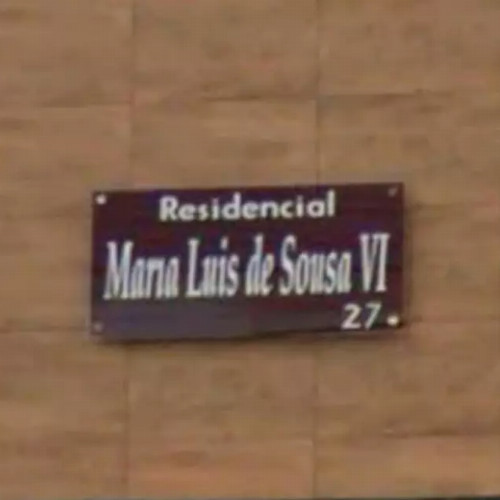 Residencial
Maria Luis de Sousa VI
27